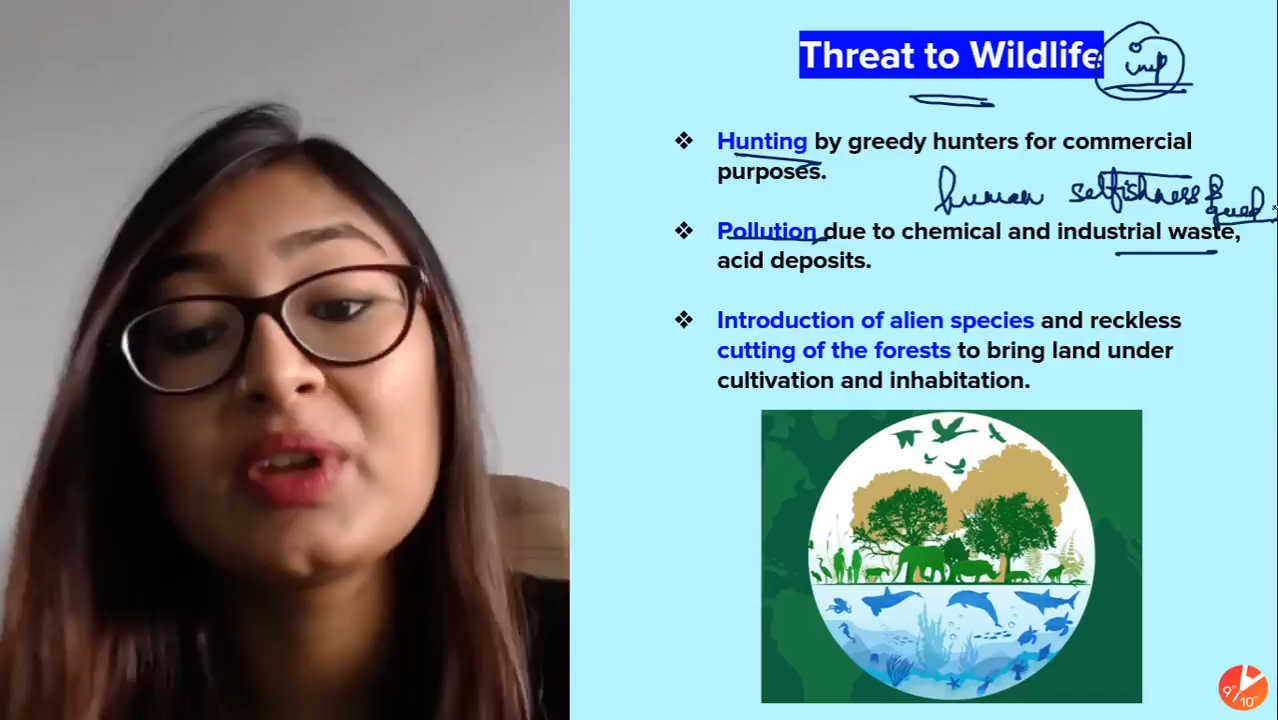 Threat to Wildlife
imp
❖ Hunting by greedy hunters for commercial
purposes.
human selfishness &
greed
❖ Pollution due to chemical and industrial waste,
acid deposits.
❖ Introduction of alien species and reckless
cutting of the forests to bring land under
cultivation and inhabitation.
9th/10th